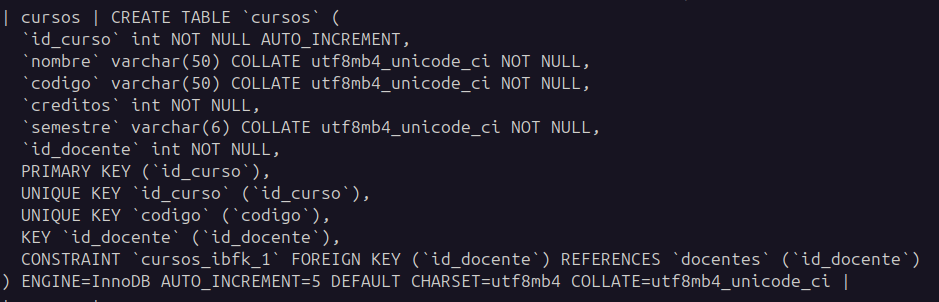 | cursos | CREATE TABLE `cursos` (
  `id_curso` int NOT NULL AUTO_INCREMENT,
  `nombre` varchar(50) COLLATE utf8mb4_unicode_ci NOT NULL,
  `codigo` varchar(50) COLLATE utf8mb4_unicode_ci NOT NULL,
  `creditos` int NOT NULL,
  `semestre` varchar(6) COLLATE utf8mb4_unicode_ci NOT NULL,
  `id_docente` int NOT NULL,
  PRIMARY KEY (`id_curso`),
  UNIQUE KEY `id_curso` (`id_curso`),
  UNIQUE KEY `codigo` (`codigo`),
  KEY `id_docente` (`id_docente`),
  CONSTRAINT `cursos_ibfk_1` FOREIGN KEY (`id_docente`) REFERENCES `docentes` (`id_docente`)
) ENGINE=InnoDB AUTO_INCREMENT=5 DEFAULT CHARSET=utf8mb4 COLLATE=utf8mb4_unicode_ci |